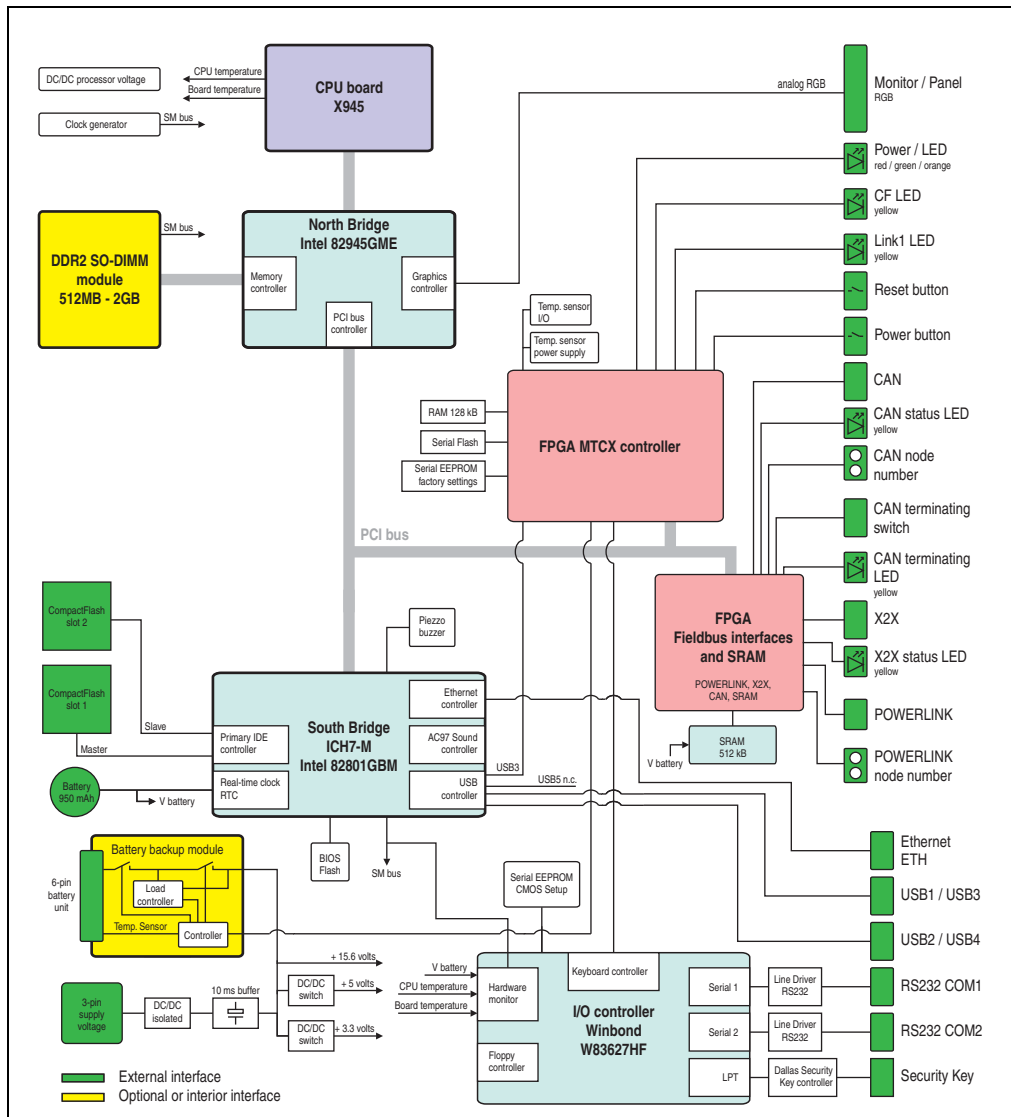 DC/DC processor voltage
CPU temperature
Board temperature
Clock generator
SM bus
CPU board
X945
analog RGB
Monitor / Panel
RGB
Power / LED
red / green / orange
CF LED
yellow
Link1 LED
yellow
Reset button
Power button
CAN
CAN status LED
yellow
CAN node
number
CAN terminating
switch
CAN terminating
LED
yellow
X2X
X2X status LED
yellow
POWERLINK
POWERLINK
node number
DDR2 SO-DIMM
module
512MB - 2GB
SM bus
North Bridge
Intel 82945GME
Memory
controller
Graphics
controller
PCI bus
controller
Temp. sensor
I/O
Temp. sensor
power supply
RAM 128 kB
Serial Flash
Serial EEPROM
factory settings
FPGA MTCX controller
PCI bus
FPGA
Fieldbus interfaces
and SRAM
POWERLINK, X2X,
CAN, SRAM
V battery
SRAM
512 kB
CompactFlash
slot 2
CompactFlash
slot 1
Slave
Master
Piezzo
buzzer
South Bridge
ICH7-M
Intel 82801GBM
Primary IDE
controller
Real-time clock
RTC
Ethernet
controller
AC97 Sound
controller
USB
controller
USB3
USB5 n.c.
Battery
950 mAh
V battery
BIOS
Flash
SM bus
Battery backup module
6-pin
battery
unit
Load
controller
Temp. Sensor
Controller
3-pin
supply
voltage
DC/DC
isolated
10 ms buffer
+ 15.6 volts
DC/DC
switch
+ 5 volts
DC/DC
switch
+ 3.3 volts
Serial EEPROM
CMOS Setup
V battery
CPU temperature
Board temperature
Hardware
monitor
Keyboard controller
Floppy
controller
I/O controller
Winbond
W83627HF
Serial 1
Serial 2
LPT
Line Driver
RS232
Line Driver
RS232
Dallas Security
Key controller
Ethernet
ETH
USB1 / USB3
USB2 / USB4
RS232 COM1
RS232 COM2
Security Key
External interface
Optional or interior interface